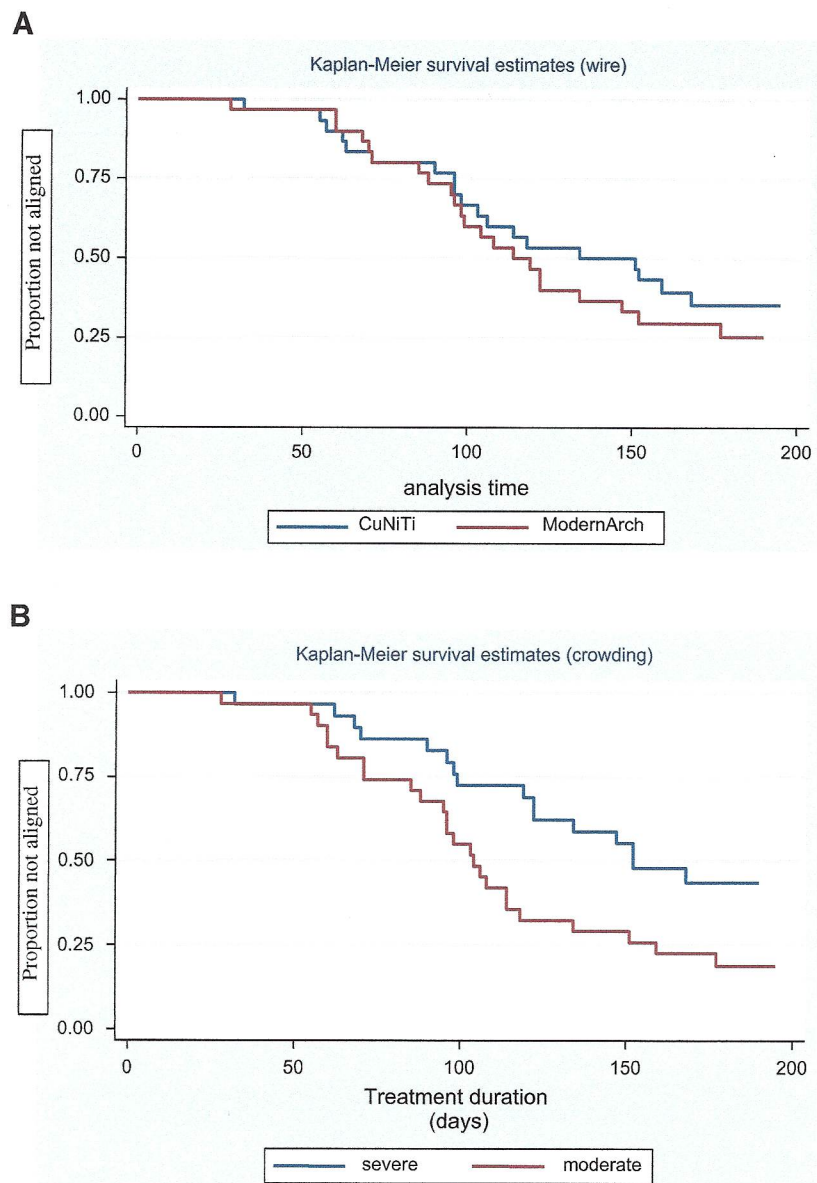 A
Kaplan-Meier survival estimates (wire)
Proportion not aligned
1.00
0.75
0.50
0.25
0.00
0 50 100 150 200
analysis time
CuNiTi ModernArch
B
Kaplan-Meier survival estimates (crowding)
Proportion not aligned
1.00
0.75
0.50
0.25
0.00
0 50 100 150 200
Treatment duration
(days)
severe moderate